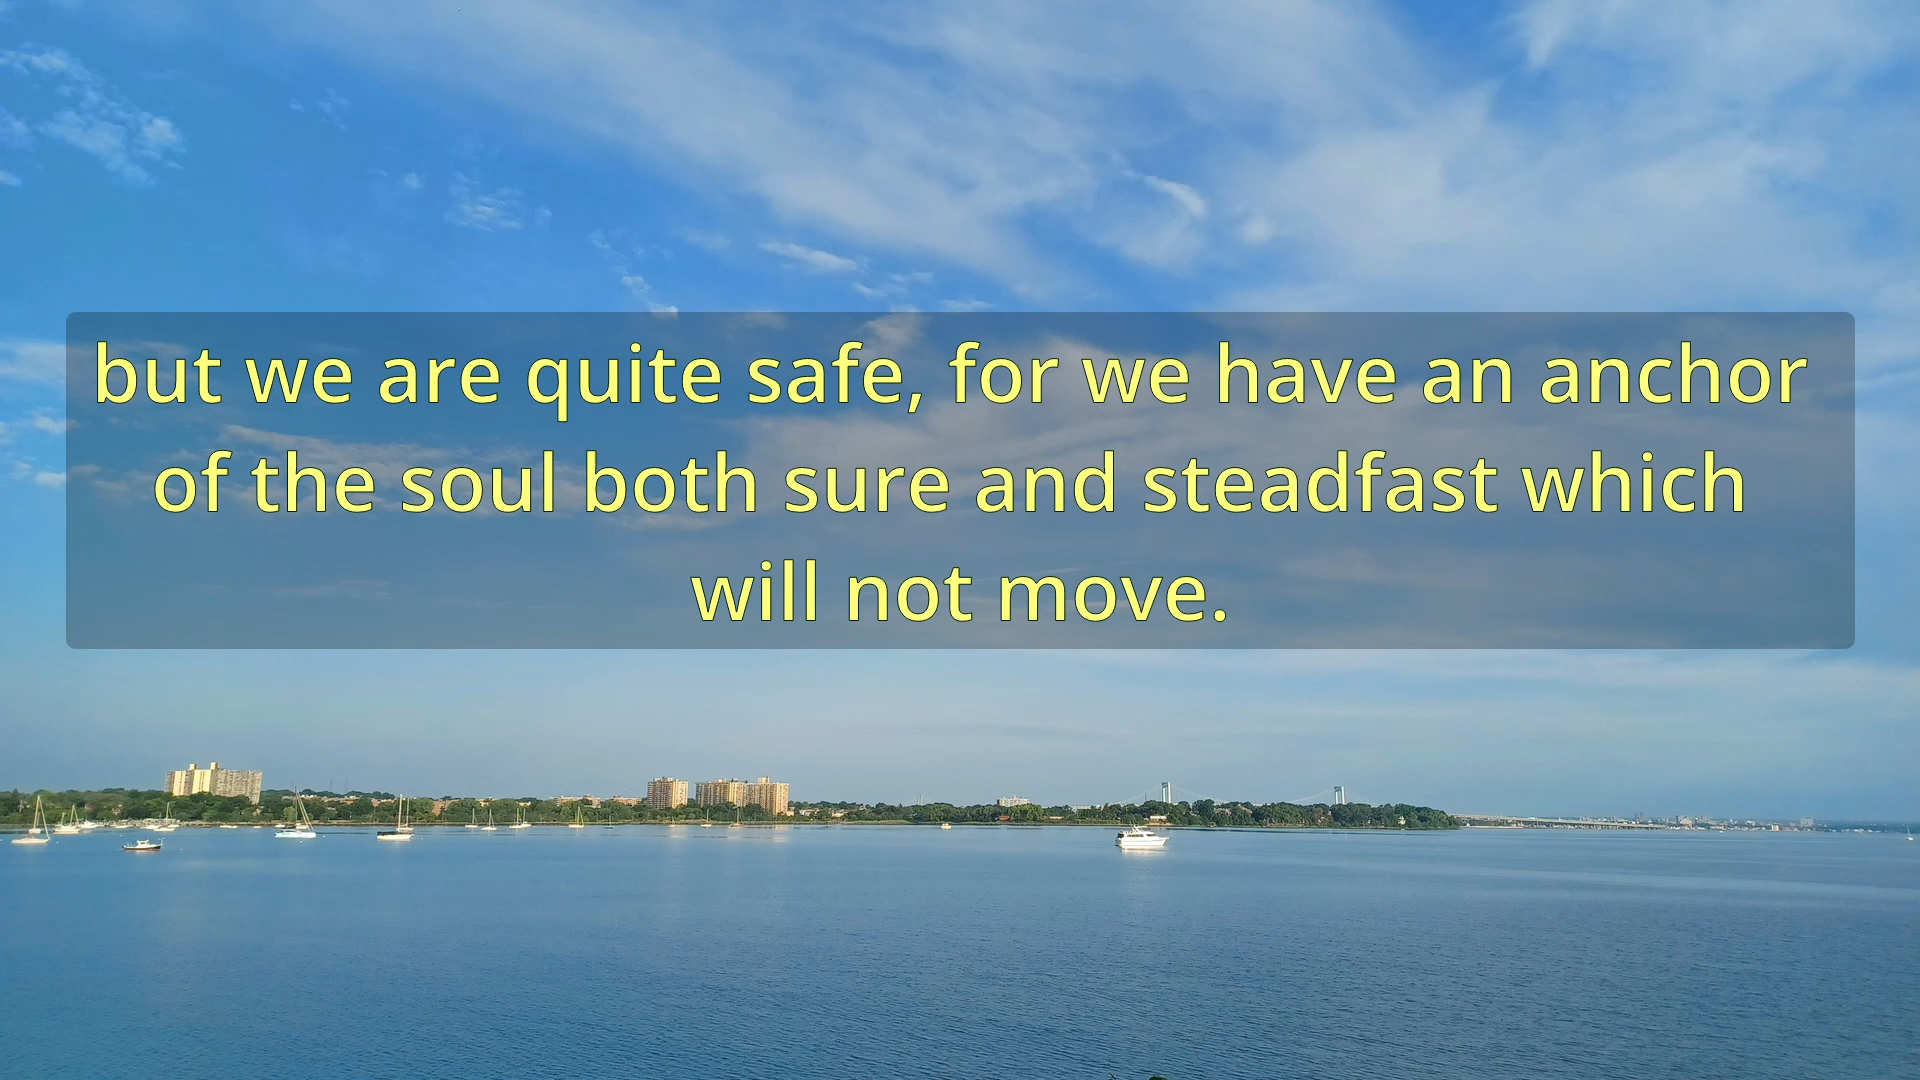 but we are quite safe, for we have an anchor
of the soul both sure and steadfast which
will not move.